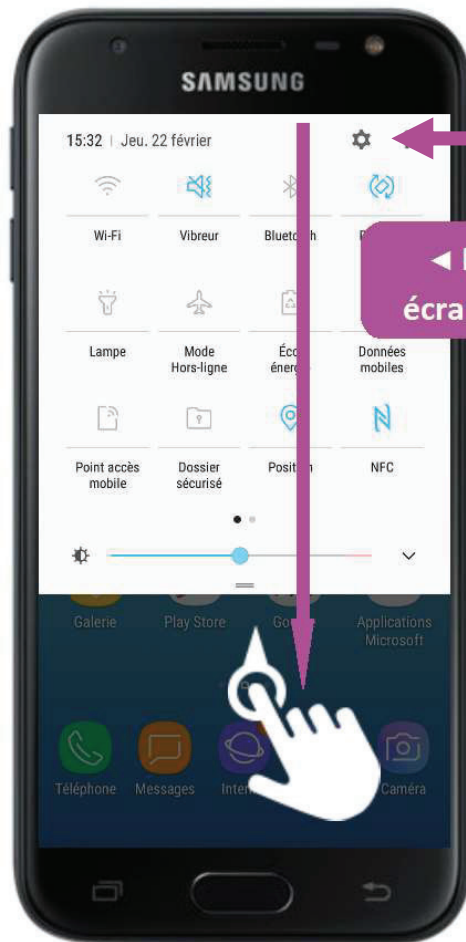 SAMSUNG
15:32 | Jeu. 22 février
Wi-Fi Vibreur
Lampe Mode Hors-ligne Données mobiles
Point accès mobile Dossier sécurisé NFC
écra
Galerie Play Store Applications Microsoft
Téléphone Messages Caméra